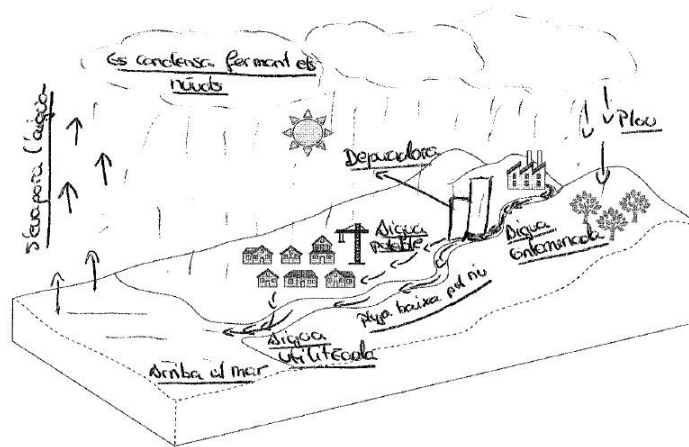 Es condensa formant els
núvols
S'evapora l'aigua
Plou
Depuradora
Aigua
potable
Aigua
contaminada
pluja baixa pel riu
Aigua
utilitzada
Arriba al mar